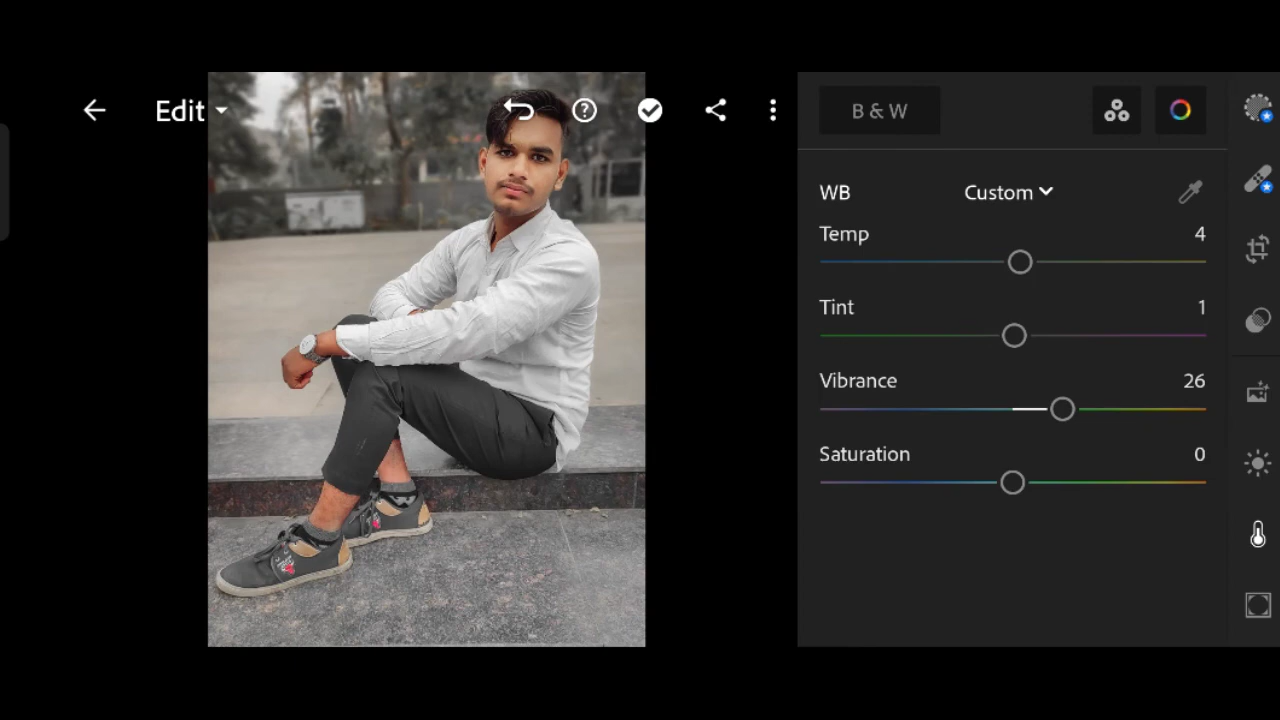 Edit
B & W
WB Custom
Temp 4
Tint 1
Vibrance 26
Saturation 0